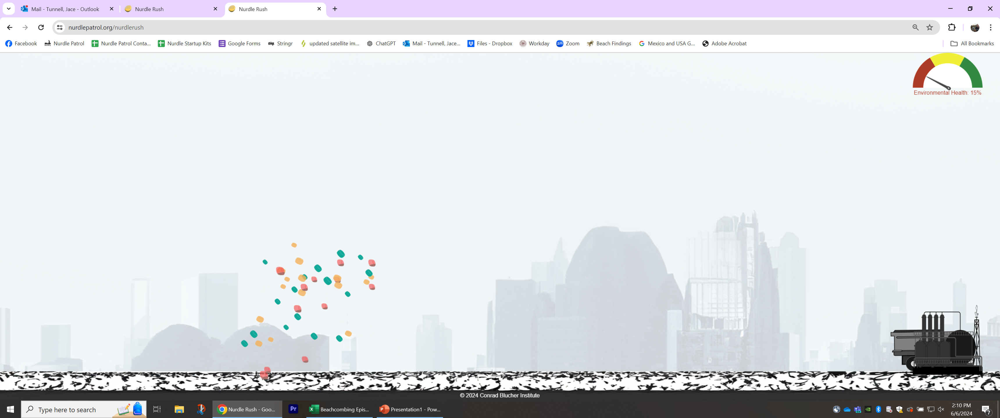 Mail - Tunnell, Jace - Outlook
Nurdle Rush
Nurdle Rush
nurdlepatrol.org/nurdlerush
Facebook
Nurdle Patrol
Nurdle Patrol Conta...
Nurdle Startup Kits
Google Forms
Stringr
updated satellite im...
ChatGPT
Mail - Tunnell, Jace...
Files - Dropbox
Workday
zm Zoom
Beach Findings
Mexico and USA G...
Adobe Acrobat
All Bookmarks
Environmental Health: 15%
© 2024 Conrad Blucher Institute
Type here to search
Nurdle Rush - Goo...
Pr
Beachcombing Epis...
Presentation1 - Pow...
2:10 PM
6/6/2024
7